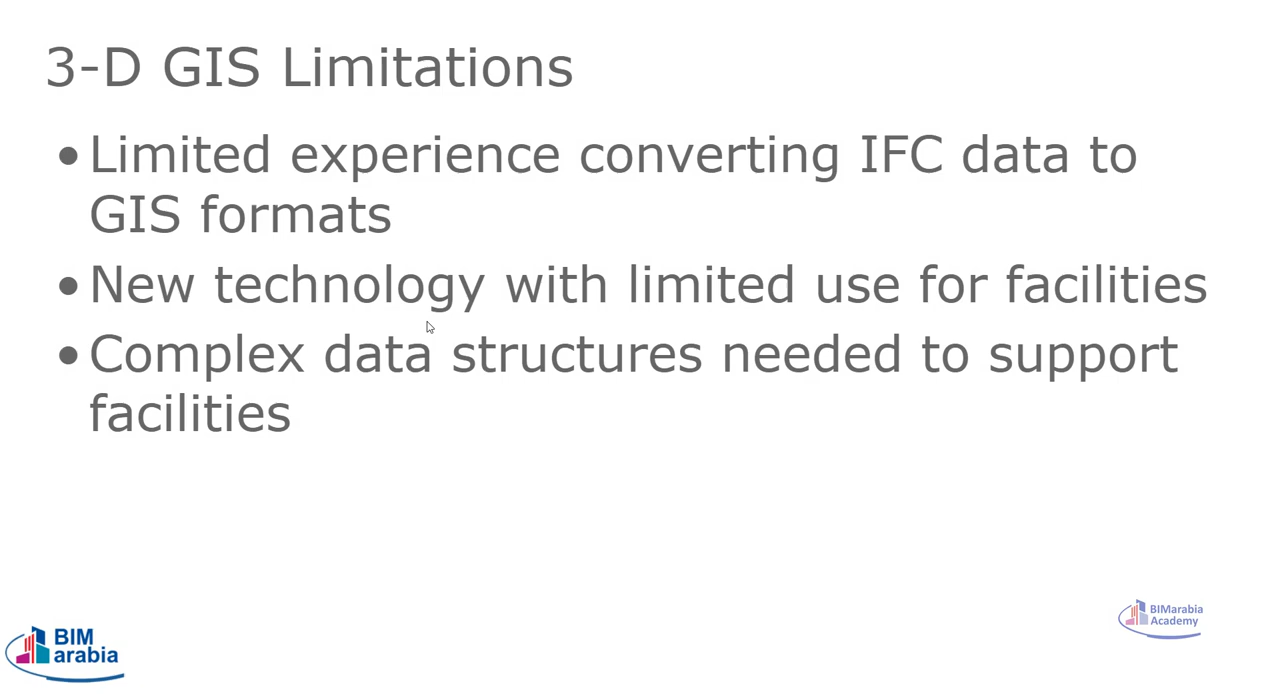 3-D GIS Limitations
•Limited experience converting IFC data to
GIS formats
•New technology with limited use for facilities
•Complex data structures needed to support
facilities
BIMarabia
Academy
BIM
arabia